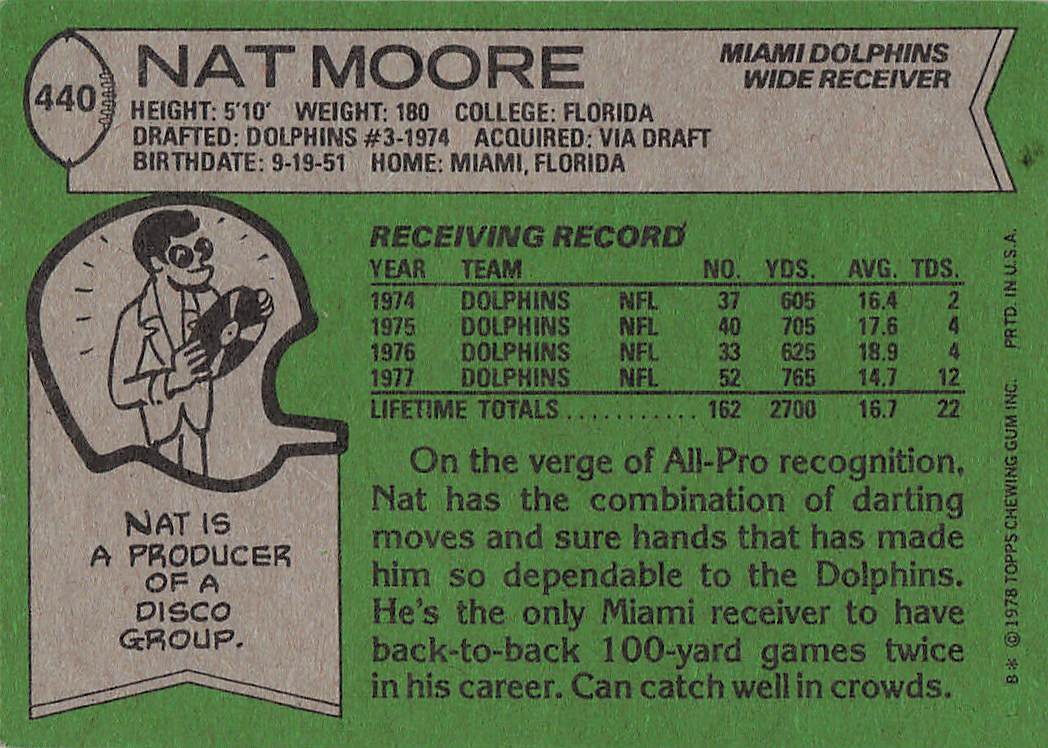 440
NAT MOORE
MIAMI DOLPHINS
WIDE RECEIVER
HEIGHT: 5'10' WEIGHT: 180 COLLEGE: FLORIDA
DRAFTED: DOLPHINS #3-1974 ACQUIRED: VIA DRAFT
BIRTHDATE: 9-19-51 HOME: MIAMI, FLORIDA
RECEIVING RECORD
YEAR TEAM NO. YDS. AVG. TDS.
1974 DOLPHINS NFL 37 605 16.4 2
1975 DOLPHINS NFL 40 705 17.6 4
1976 DOLPHINS NFL 33 625 18.9 4
1977 DOLPHINS NFL 52 765 14.7 12
LIFETIME TOTALS........... 162 2700 16.7 22
On the verge of All-Pro recognition,
Nat has the combination of darting
moves and sure hands that has made
him so dependable to the Dolphins.
He's the only Miami receiver to have
back-to-back 100-yard games twice
in his career. Can catch well in crowds.
NAT IS
A PRODUCER
OF A
DISCO
GROUP.
B* © 1978 TOPPS CHEWING GUM INC. PRTD. IN U.S.A.